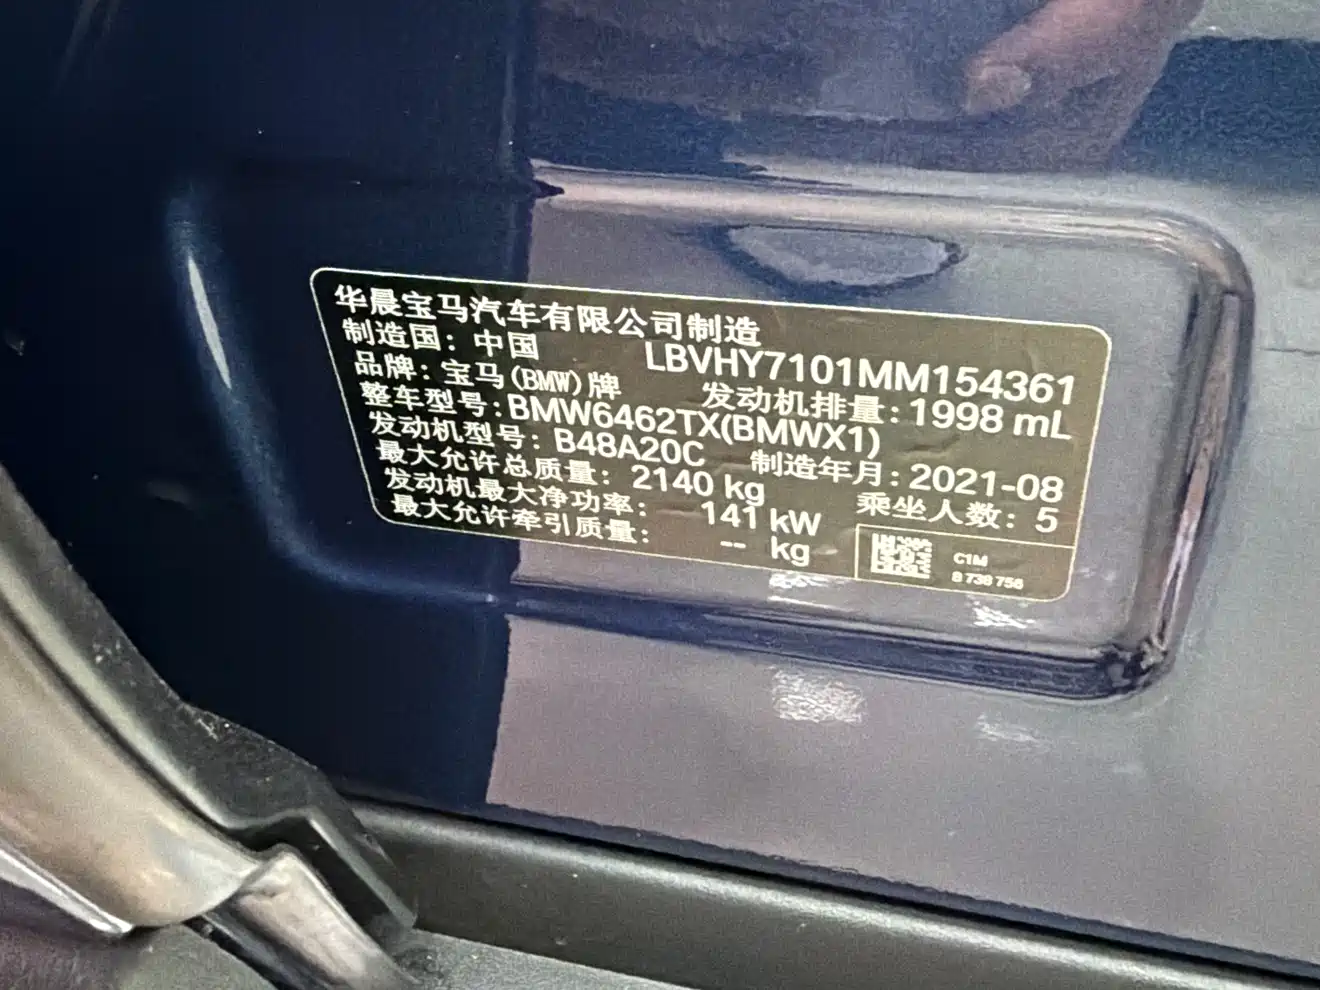 华晨宝马汽车有限公司制造
制造国：中国 LBVHY7101MM154361
品牌：宝马(BMW)牌 发动机排量：1998 mL
整车型号：BMW6462TX(BMWX1)
发动机型号：B48A20C 制造年月：2021-08
最大允许总质量：2140 kg 乘坐人数：5
发动机最大净功率：141 kW
最大允许牵引质量：-- kg
C1M
8 738 756